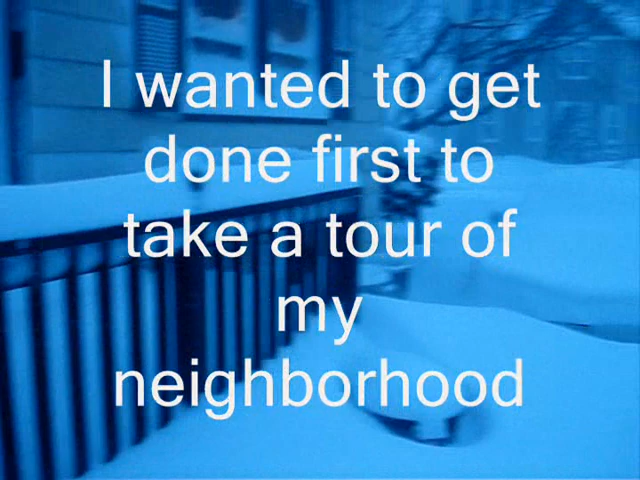 I wanted to get
done first to
take a tour of
my
neighborhood